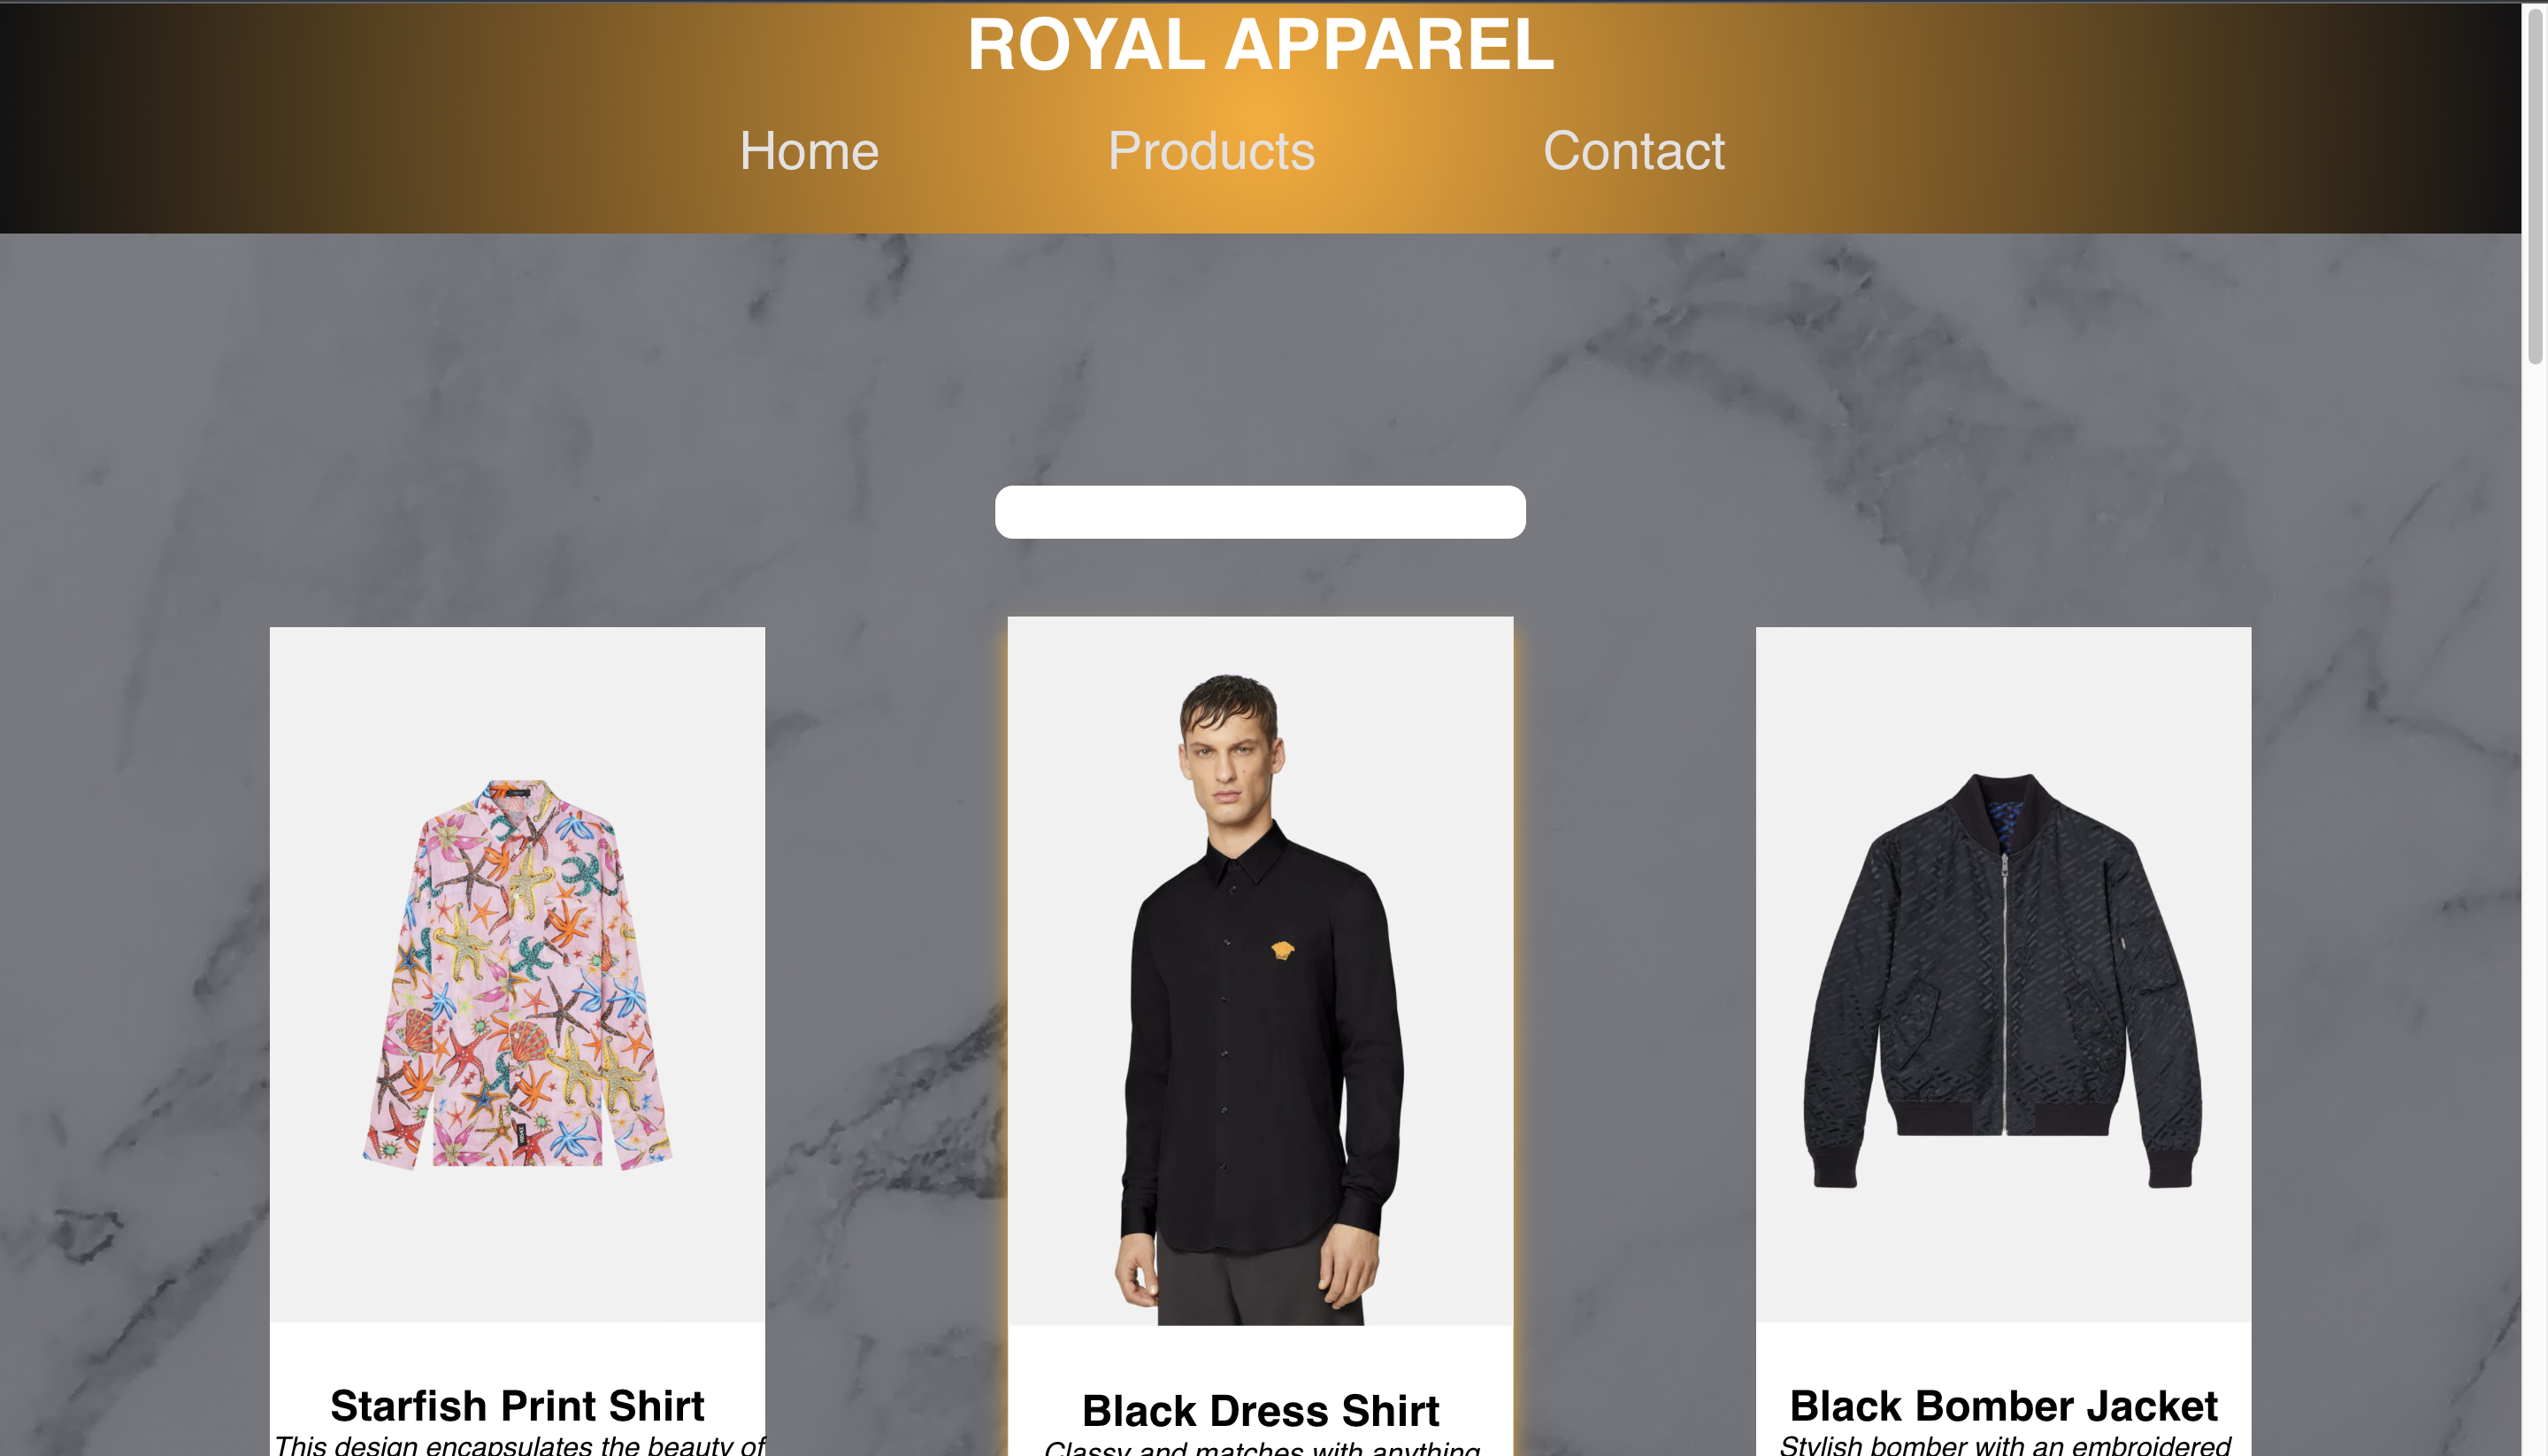 ROYAL APPAREL
Home Products Contact
Starfish Print Shirt
This design encapsulates the beauty of
Black Dress Shirt
Classy and matches with anything
Black Bomber Jacket
Stylish bomber with an embroidered